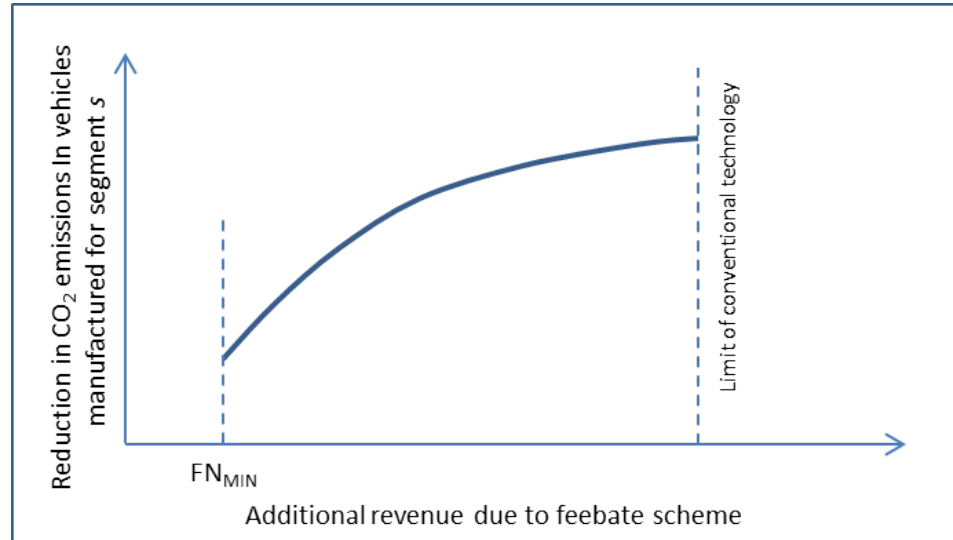 Reduction in CO₂ emissions In vehicles
manufactured for segment s
Limit of conventional technology
FN_MIN
Additional revenue due to feebate scheme